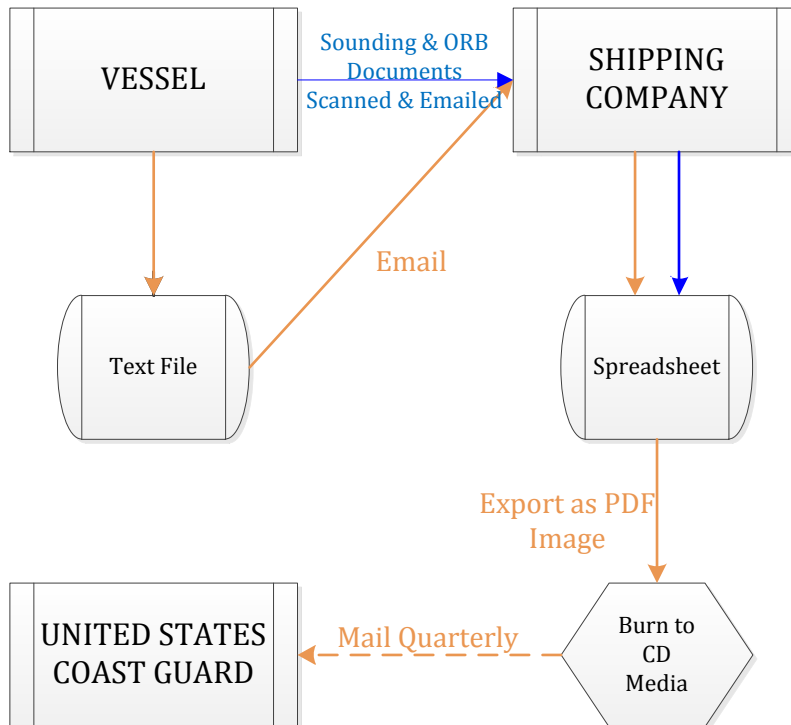 VESSEL
Sounding & ORB
Documents
Scanned & Emailed
SHIPPING
COMPANY
Email
Text File
Spreadsheet
Export as PDF
Image
UNITED STATES
COAST GUARD
Mail Quarterly
Burn to
CD
Media